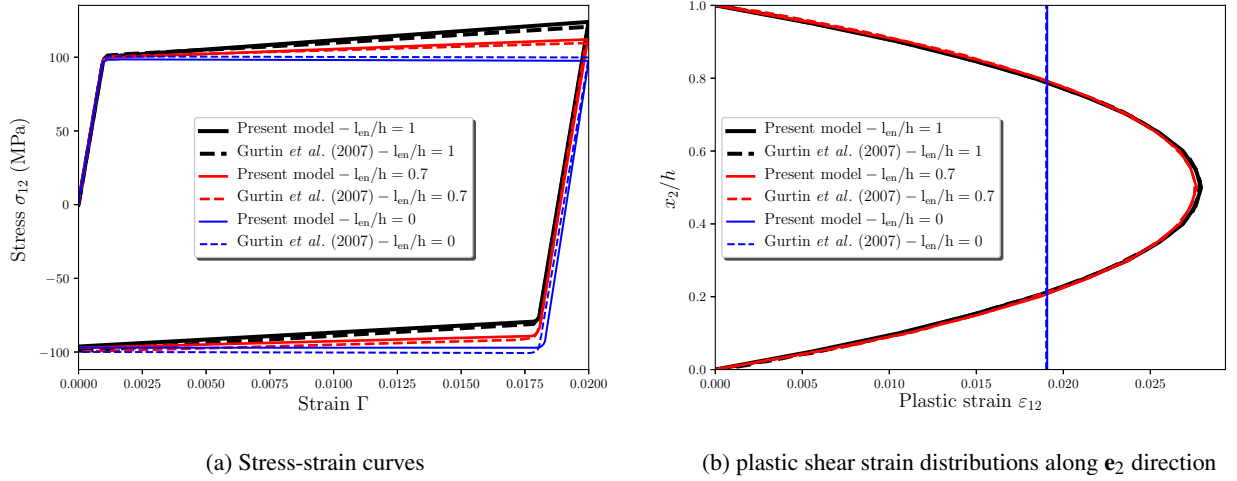 100
50
0
−50
−100
Stress σ₁₂ (MPa)
0.0000 0.0025 0.0050 0.0075 0.0100 0.0125 0.0150 0.0175 0.0200
Strain Γ
Present model − lₑₙ/h = 1
Gurtin et al. (2007) − lₑₙ/h = 1
Present model − lₑₙ/h = 0.7
Gurtin et al. (2007) − lₑₙ/h = 0.7
Present model − lₑₙ/h = 0
Gurtin et al. (2007) − lₑₙ/h = 0
(a) Stress-strain curves
1.0
0.8
0.6
0.4
0.2
0.0
x₂/h
0.000 0.005 0.010 0.015 0.020 0.025
Plastic strain ε₁₂
Present model − lₑₙ/h = 1
Gurtin et al. (2007) − lₑₙ/h = 1
Present model − lₑₙ/h = 0.7
Gurtin et al. (2007) − lₑₙ/h = 0.7
Present model − lₑₙ/h = 0
Gurtin et al. (2007) − lₑₙ/h = 0
(b) plastic shear strain distributions along e₂ direction